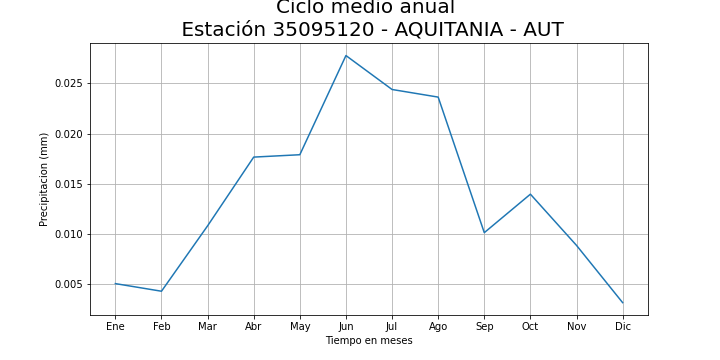 Ciclo medio anual
Estación 35095120 - AQUITANIA - AUT
Precipitacion (mm)
0.025
0.020
0.015
0.010
0.005
Ene Feb Mar Abr May Jun Jul Ago Sep Oct Nov Dic
Tiempo en meses